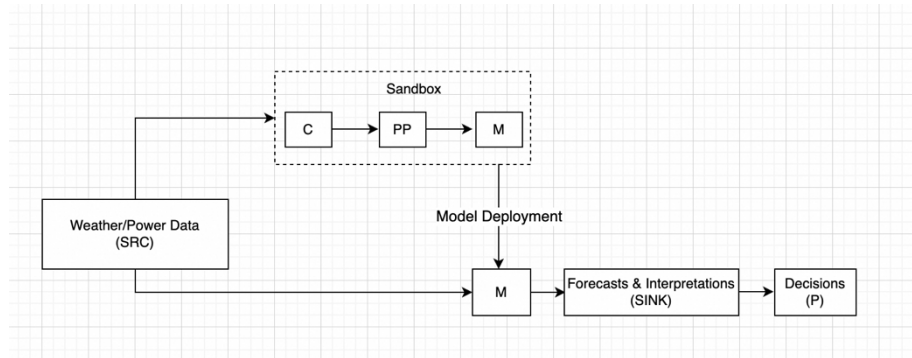 Sandbox
C
PP
M
Weather/Power Data
(SRC)
Model Deployment
M
Forecasts & Interpretations
(SINK)
Decisions
(P)